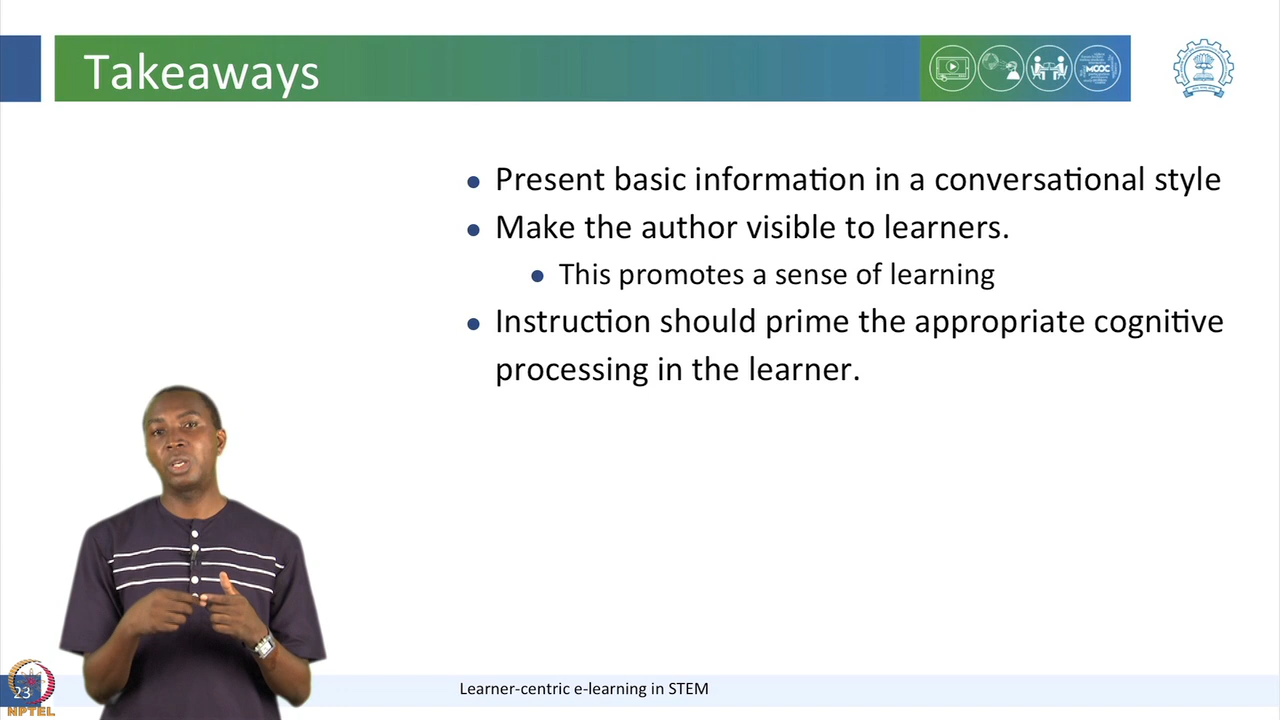 Takeaways
MOOC
• Present basic information in a conversational style
• Make the author visible to learners.
• This promotes a sense of learning
• Instruction should prime the appropriate cognitive
processing in the learner.
23
NPTEL
Learner-centric e-learning in STEM